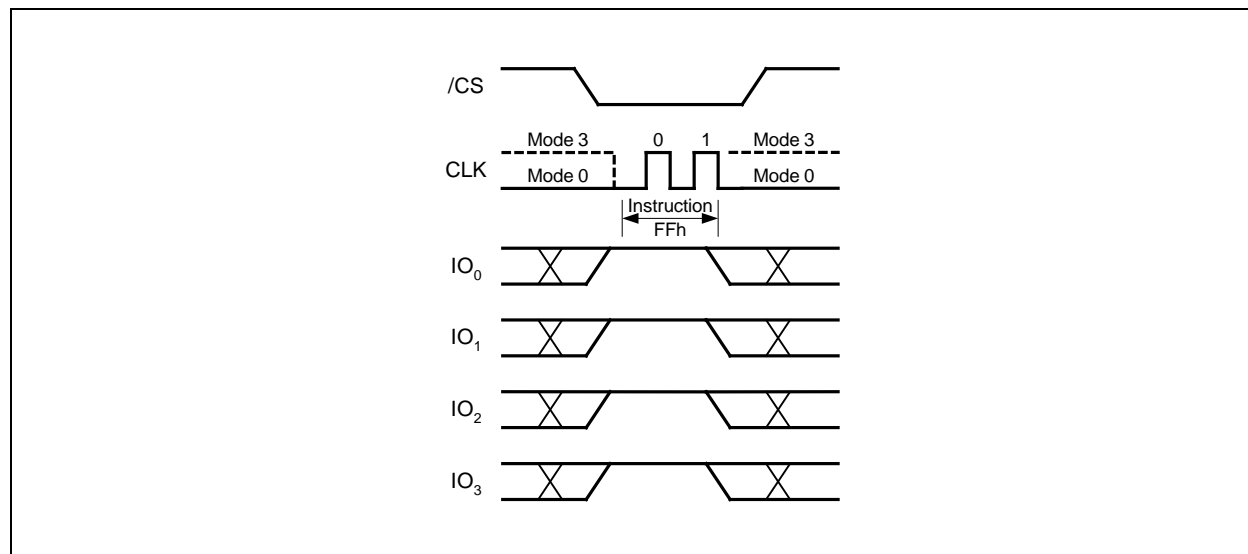 /CS
Mode 3 0 1 Mode 3
CLK
Mode 0 Mode 0
Instruction
FFh
IO0
IO1
IO2
IO3